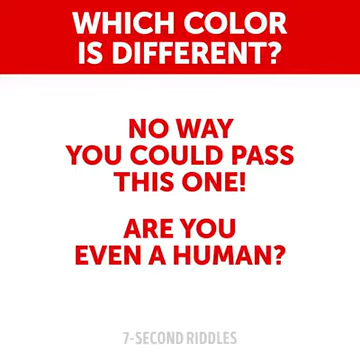 WHICH COLOR
IS DIFFERENT?
NO WAY
YOU COULD PASS
THIS ONE!
ARE YOU
EVEN A HUMAN?
7-SECOND RIDDLES